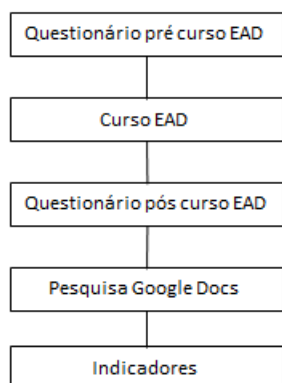 Questionário pré curso EAD
Curso EAD
Questionário pós curso EAD
Pesquisa Google Docs
Indicadores